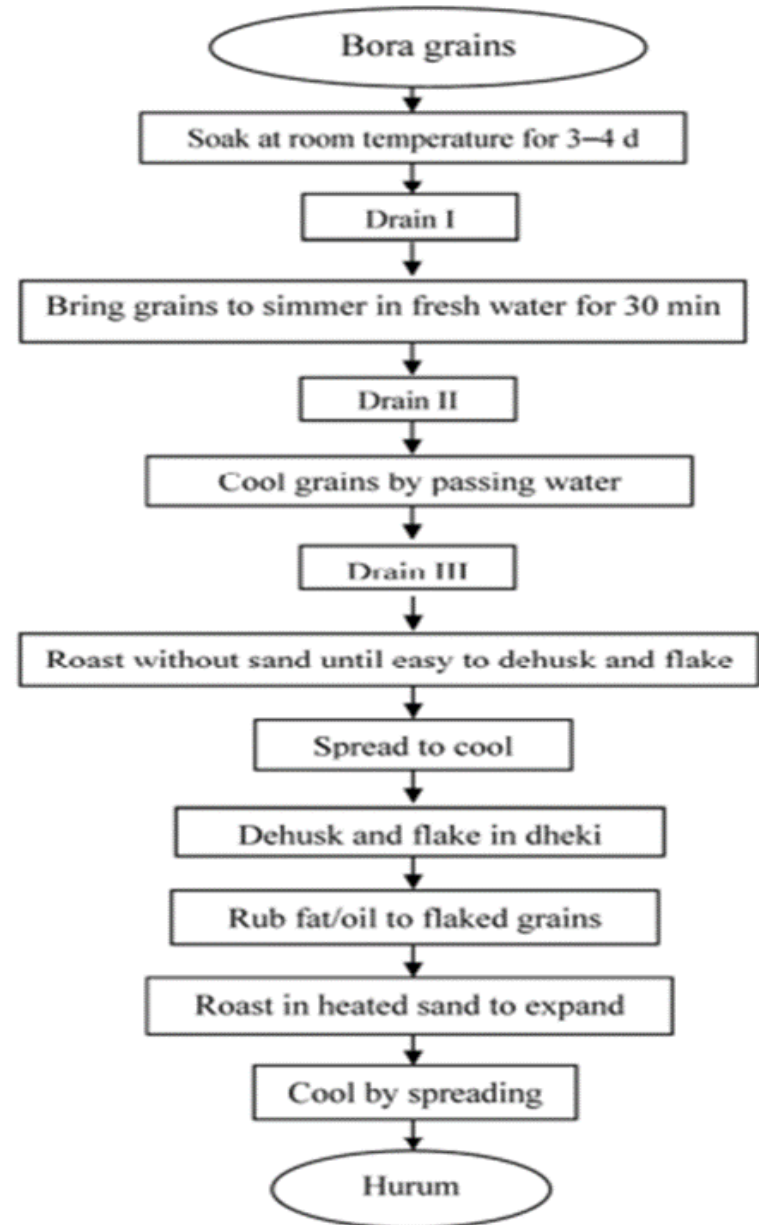 Bora grains
Soak at room temperature for 3–4 d
Drain I
Bring grains to simmer in fresh water for 30 min
Drain II
Cool grains by passing water
Drain III
Roast without sand until easy to dehusk and flake
Spread to cool
Dehusk and flake in dheki
Rub fat/oil to flaked grains
Roast in heated sand to expand
Cool by spreading
Hurum